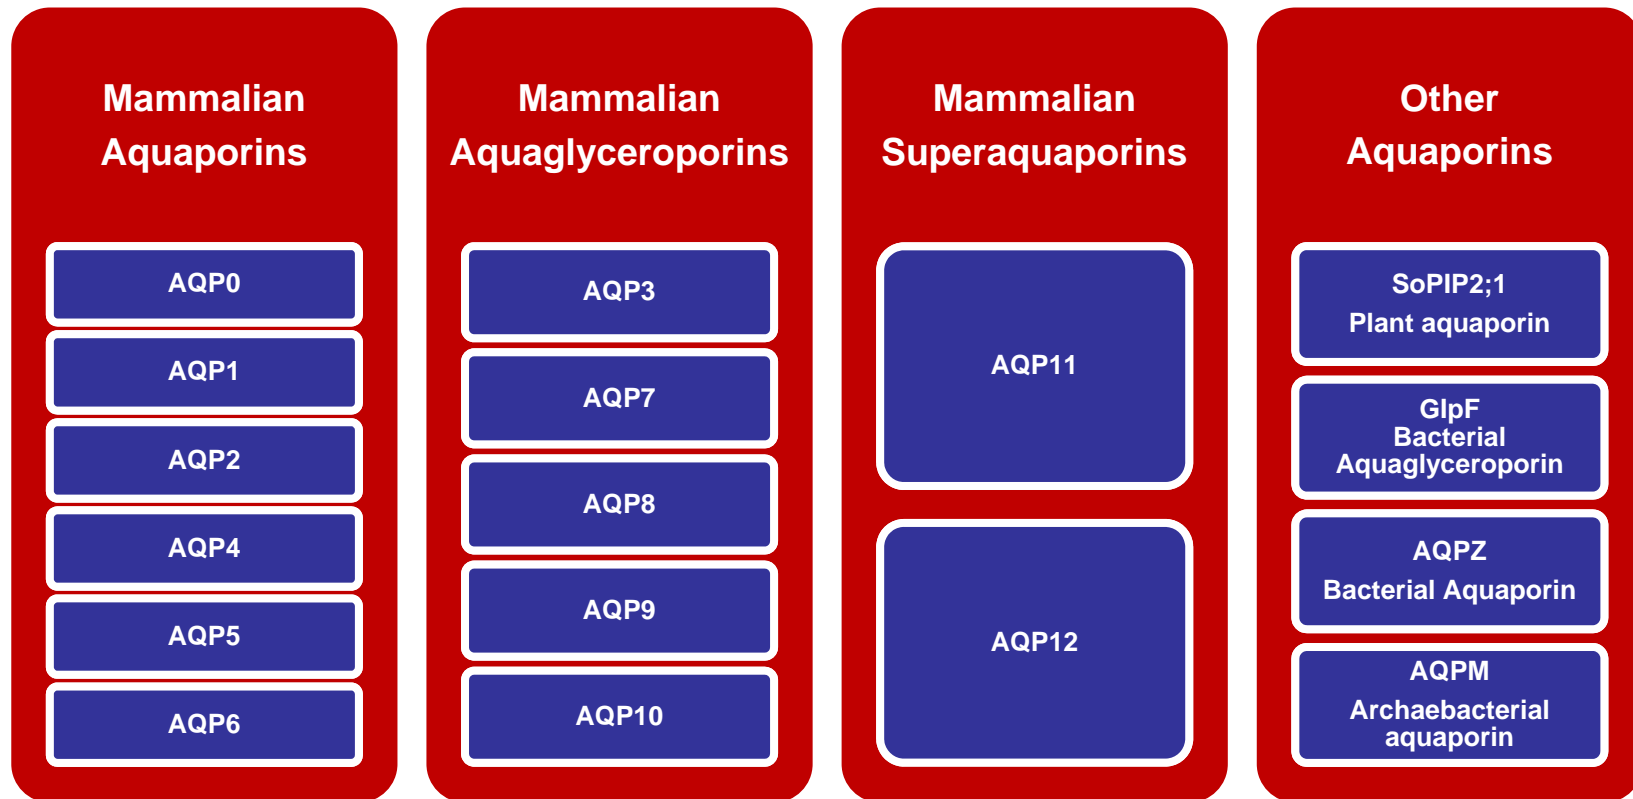 Mammalian
Aquaporins
AQP0
AQP1
AQP2
AQP4
AQP5
AQP6
Mammalian
Aquaglyceroporins
AQP3
AQP7
AQP8
AQP9
AQP10
Mammalian
Superaquaporins
AQP11
AQP12
Other
Aquaporins
SoPIP2;1
Plant aquaporin
GlpF
Bacterial
Aquaglyceroporin
AQPZ
Bacterial Aquaporin
AQPM
Archaebacterial
aquaporin